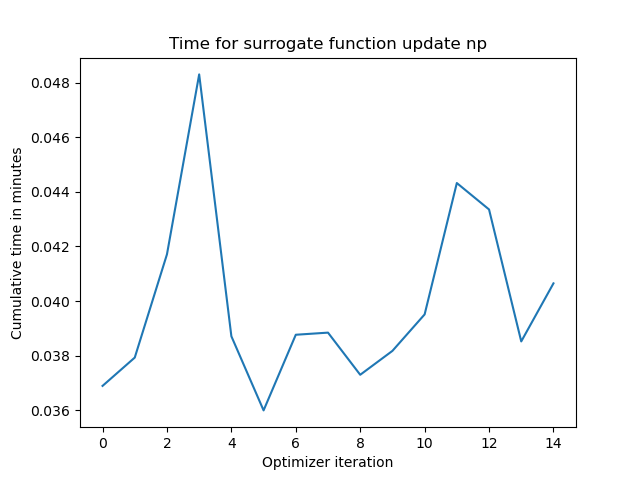 Time for surrogate function update np
Cumulative time in minutes
0.048
0.046
0.044
0.042
0.040
0.038
0.036
0 2 4 6 8 10 12 14
Optimizer iteration